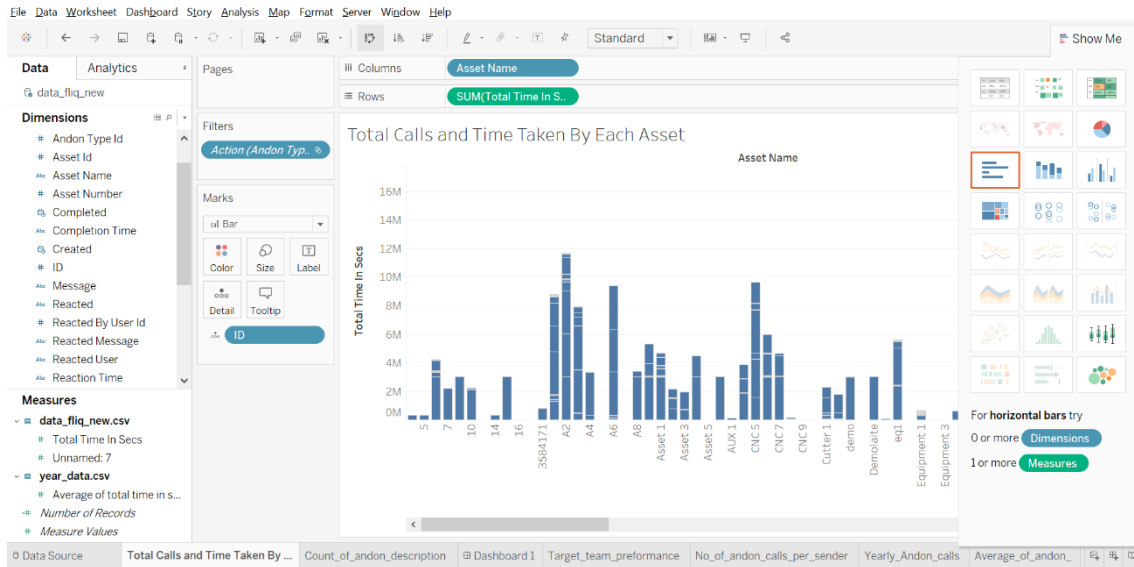 File Data Worksheet Dashboard Story Analysis Map Format Server Window Help
Standard
Show Me
Data Analytics
data_fliq_new
Dimensions
# Andon Type Id
# Asset Id
Abc Asset Name
# Asset Number
Completed
Abc Completion Time
Created
# ID
Abc Message
Abc Reacted
# Reacted By User Id
Abc Reacted Message
Abc Reacted User
Abc Reaction Time
Measures
data_fliq_new.csv
# Total Time In Secs
# Unnamed: 7
year_data.csv
# Average of total time in s...
# Number of Records
# Measure Values
Pages
Filters
Action (Andon Typ..
Marks
Bar
Color Size Label
Detail Tooltip
ID
Columns Asset Name
Rows SUM(Total Time In S..
Total Calls and Time Taken By Each Asset
Asset Name
Total Time In Secs
16M
14M
12M
10M
8M
6M
4M
2M
0M
5 7 10 14 16 3584171 A2 A4 A6 A8 Asset 1 Asset 3 Asset 5 AUX 1 CNC 5 CNC 7 CNC 9 Cutter 1 demo Demolaite eq1 Equipment 1 Equipment 3
For horizontal bars try
0 or more Dimensions
1 or more Measures
Data Source Total Calls and Time Taken By ... Count_of_andon_description Dashboard 1 Target_team_preformance No_of_andon_calls_per_sender Yearly_Andon_calls Average_of_andon_